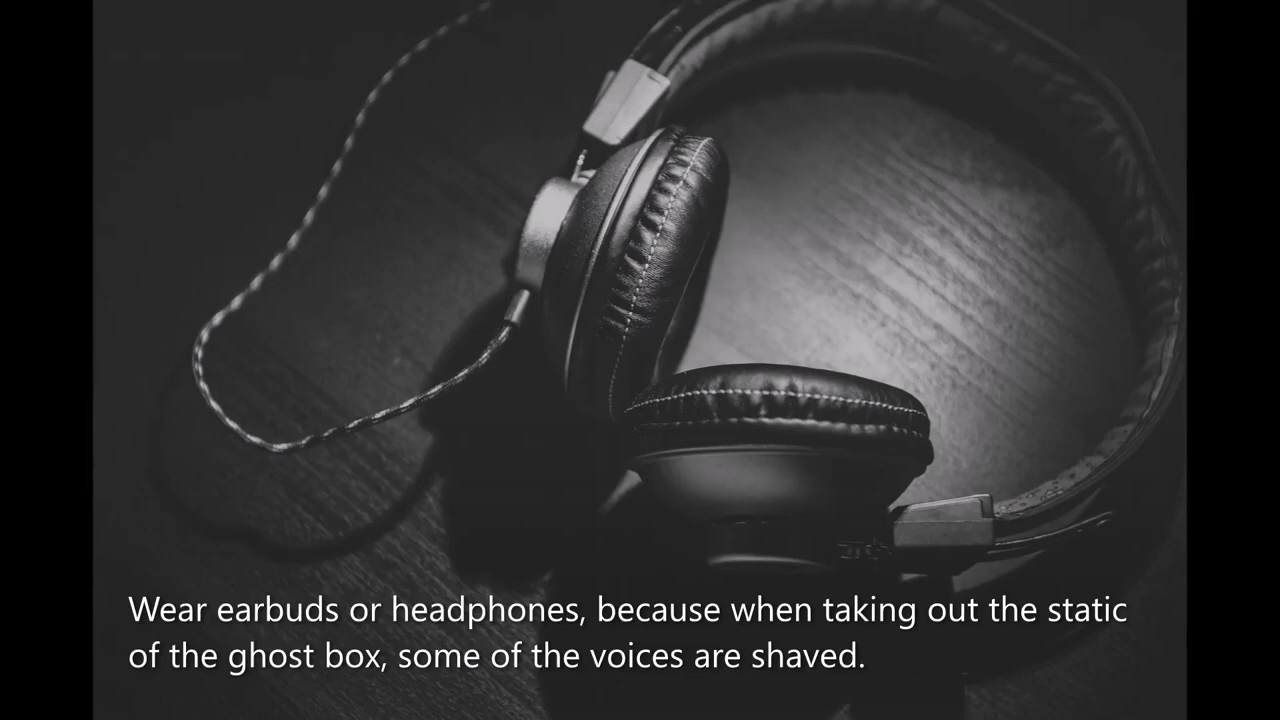 Wear earbuds or headphones, because when taking out the static
of the ghost box, some of the voices are shaved.